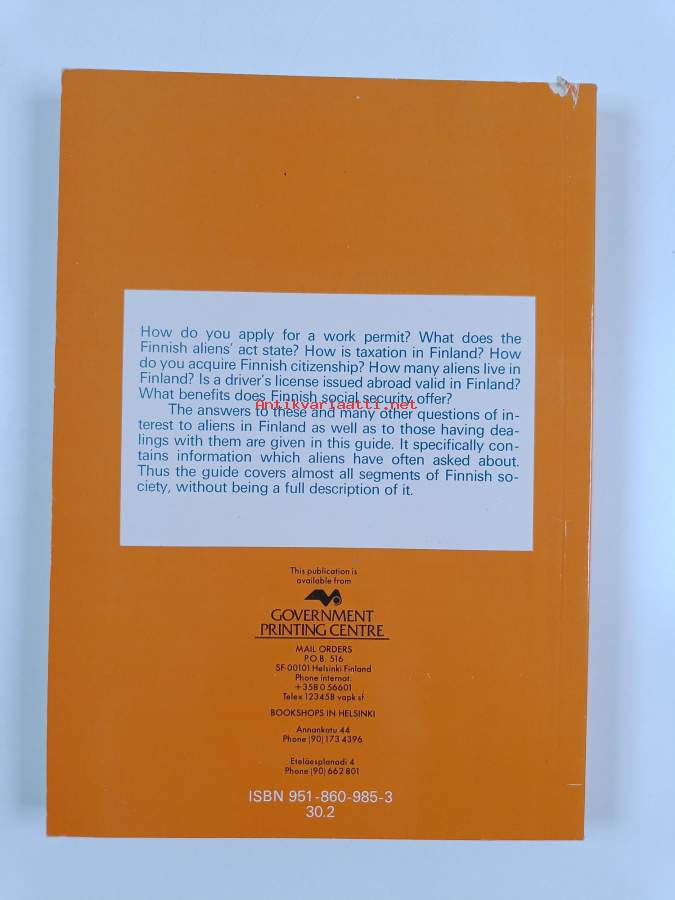 How do you apply for a work permit? What does the
Finnish aliens' act state? How is taxation in Finland? How
do you acquire Finnish citizenship? How many aliens live in
Finland? Is a driver's license issued abroad valid in Finland?
What benefits does Finnish social security offer?
Antikvariaatti.net
The answers to these and many other questions of in-
terest to aliens in Finland as well as to those having dea-
lings with them are given in this guide. It specifically con-
tains information which aliens have often asked about.
Thus the guide covers almost all segments of Finnish so-
ciety, without being a full description of it.
This publication is
available from
GOVERNMENT
PRINTING CENTRE
MAIL ORDERS
P.O.B. 516
SF-00101 Helsinki Finland
Phone internat.
+358 0 56601
Telex 123458 vapk sf
BOOKSHOPS IN HELSINKI
Annankatu 44
Phone (90) 173 4396
Eteläesplanadi 4
Phone (90) 662 801
ISBN 951-860-985-3
30.2